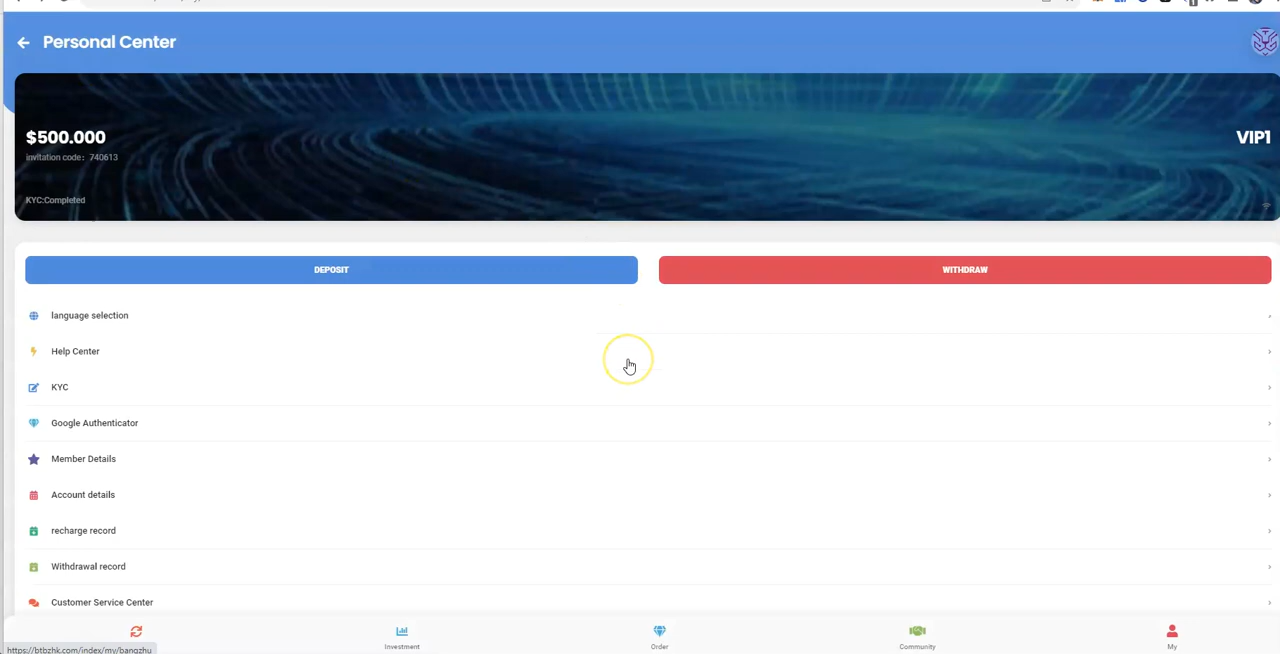 Personal Center
$500.000
VIP1
invitation code: 740613
KYC:Completed
DEPOSIT
WITHDRAW
language selection
Help Center
KYC
Google Authenticator
Member Details
Account details
recharge record
Withdrawal record
Customer Service Center
Investment
Order
Community
My
https://btbzhk.com/index/my/bangzhu